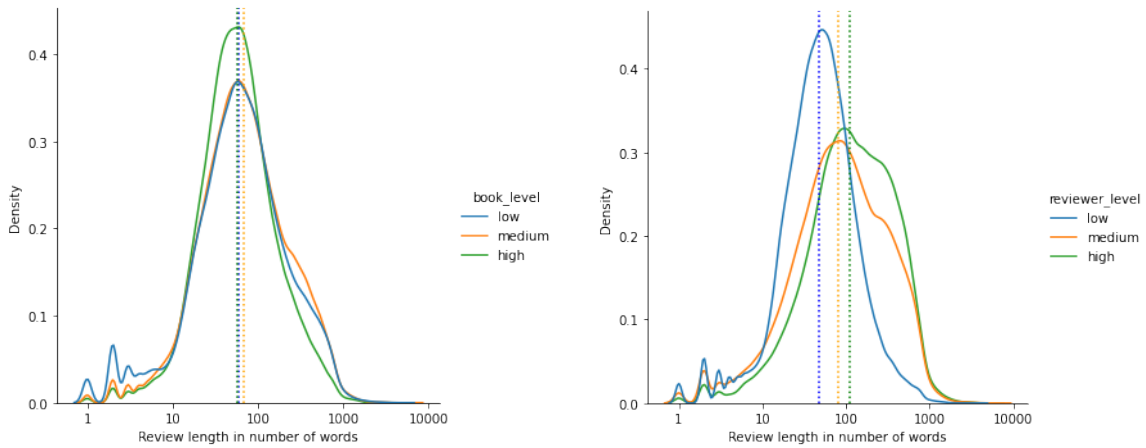 0.4
0.3
0.2
0.1
0.0
Density
1
10
100
1000
10000
Review length in number of words
book_level
low
medium
high
0.4
0.3
0.2
0.1
0.0
Density
1
10
100
1000
10000
Review length in number of words
reviewer_level
low
medium
high